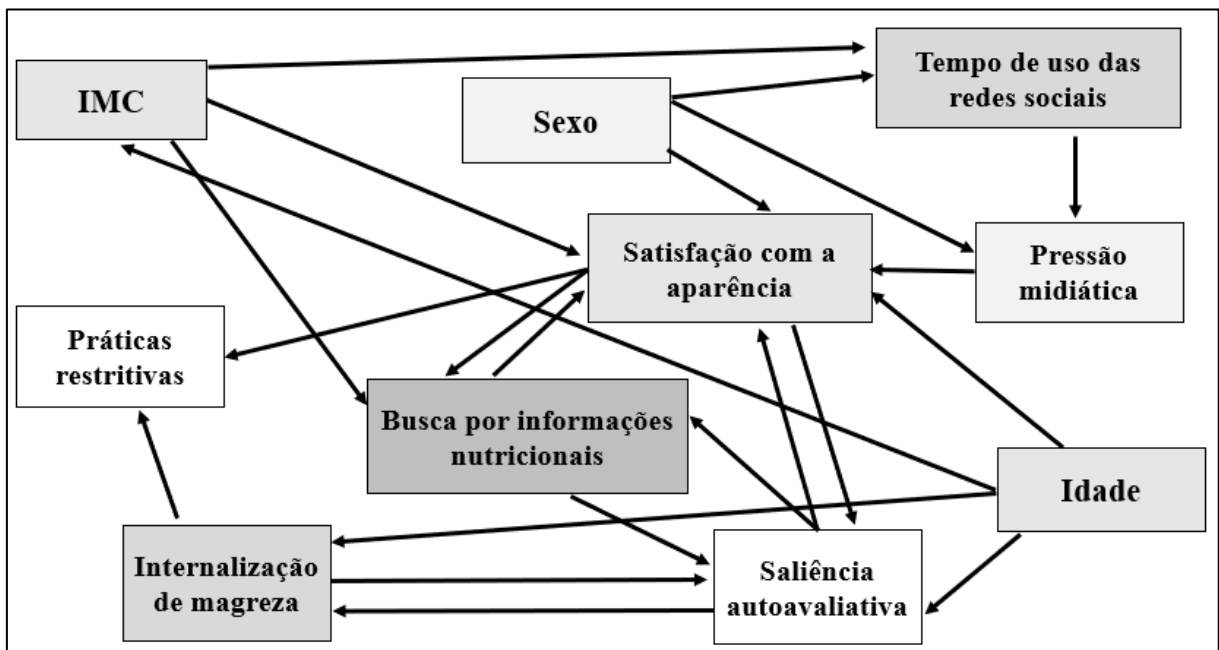 IMC
Sexo
Tempo de uso das
redes sociais
Satisfação com a
aparência
Pressão
midiática
Práticas
restritivas
Busca por informações
nutricionais
Idade
Internalização
de magreza
Saliência
autoavaliativa